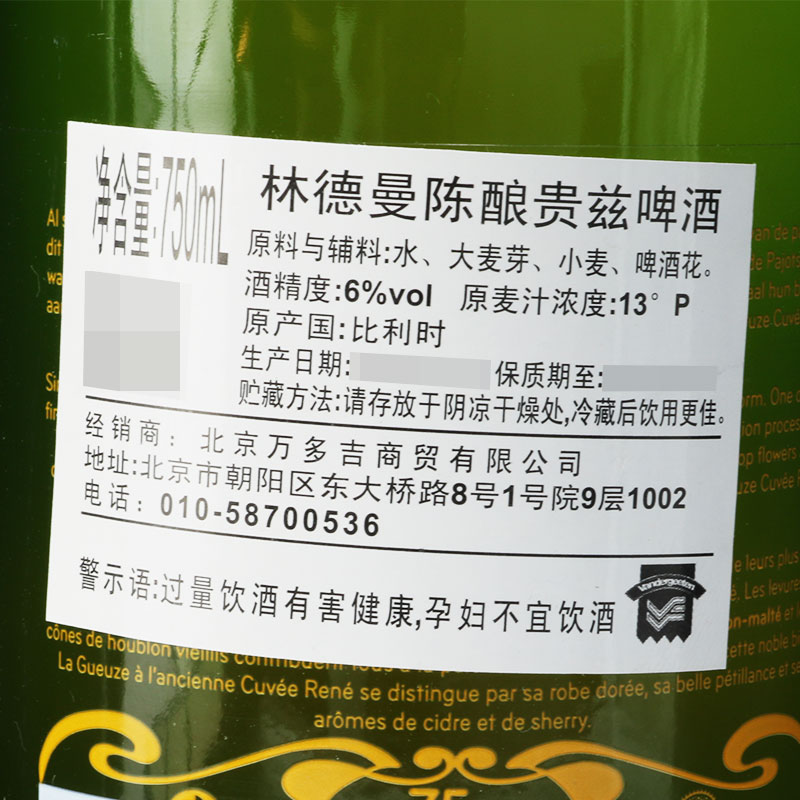 净含量:750mL
林德曼陈酿贵兹啤酒
原料与辅料:水、大麦芽、小麦、啤酒花。
酒精度:6%vol 原麦汁浓度:13°P
原产国:比利时
生产日期: 保质期至:
贮藏方法:请存放于阴凉干燥处,冷藏后饮用更佳。
经销商:北京万多吉商贸有限公司
地址:北京市朝阳区东大桥路8号1号院9层1002
电话:010-58700536
警示语:过量饮酒有害健康,孕妇不宜饮酒
vandergeeten
cônes de houblon vieillis contribuent tous à la
La Gueuze à l'ancienne Cuvée René se distingue par sa robe dorée, sa belle pétillance et
arômes de cidre et de sherry.
75